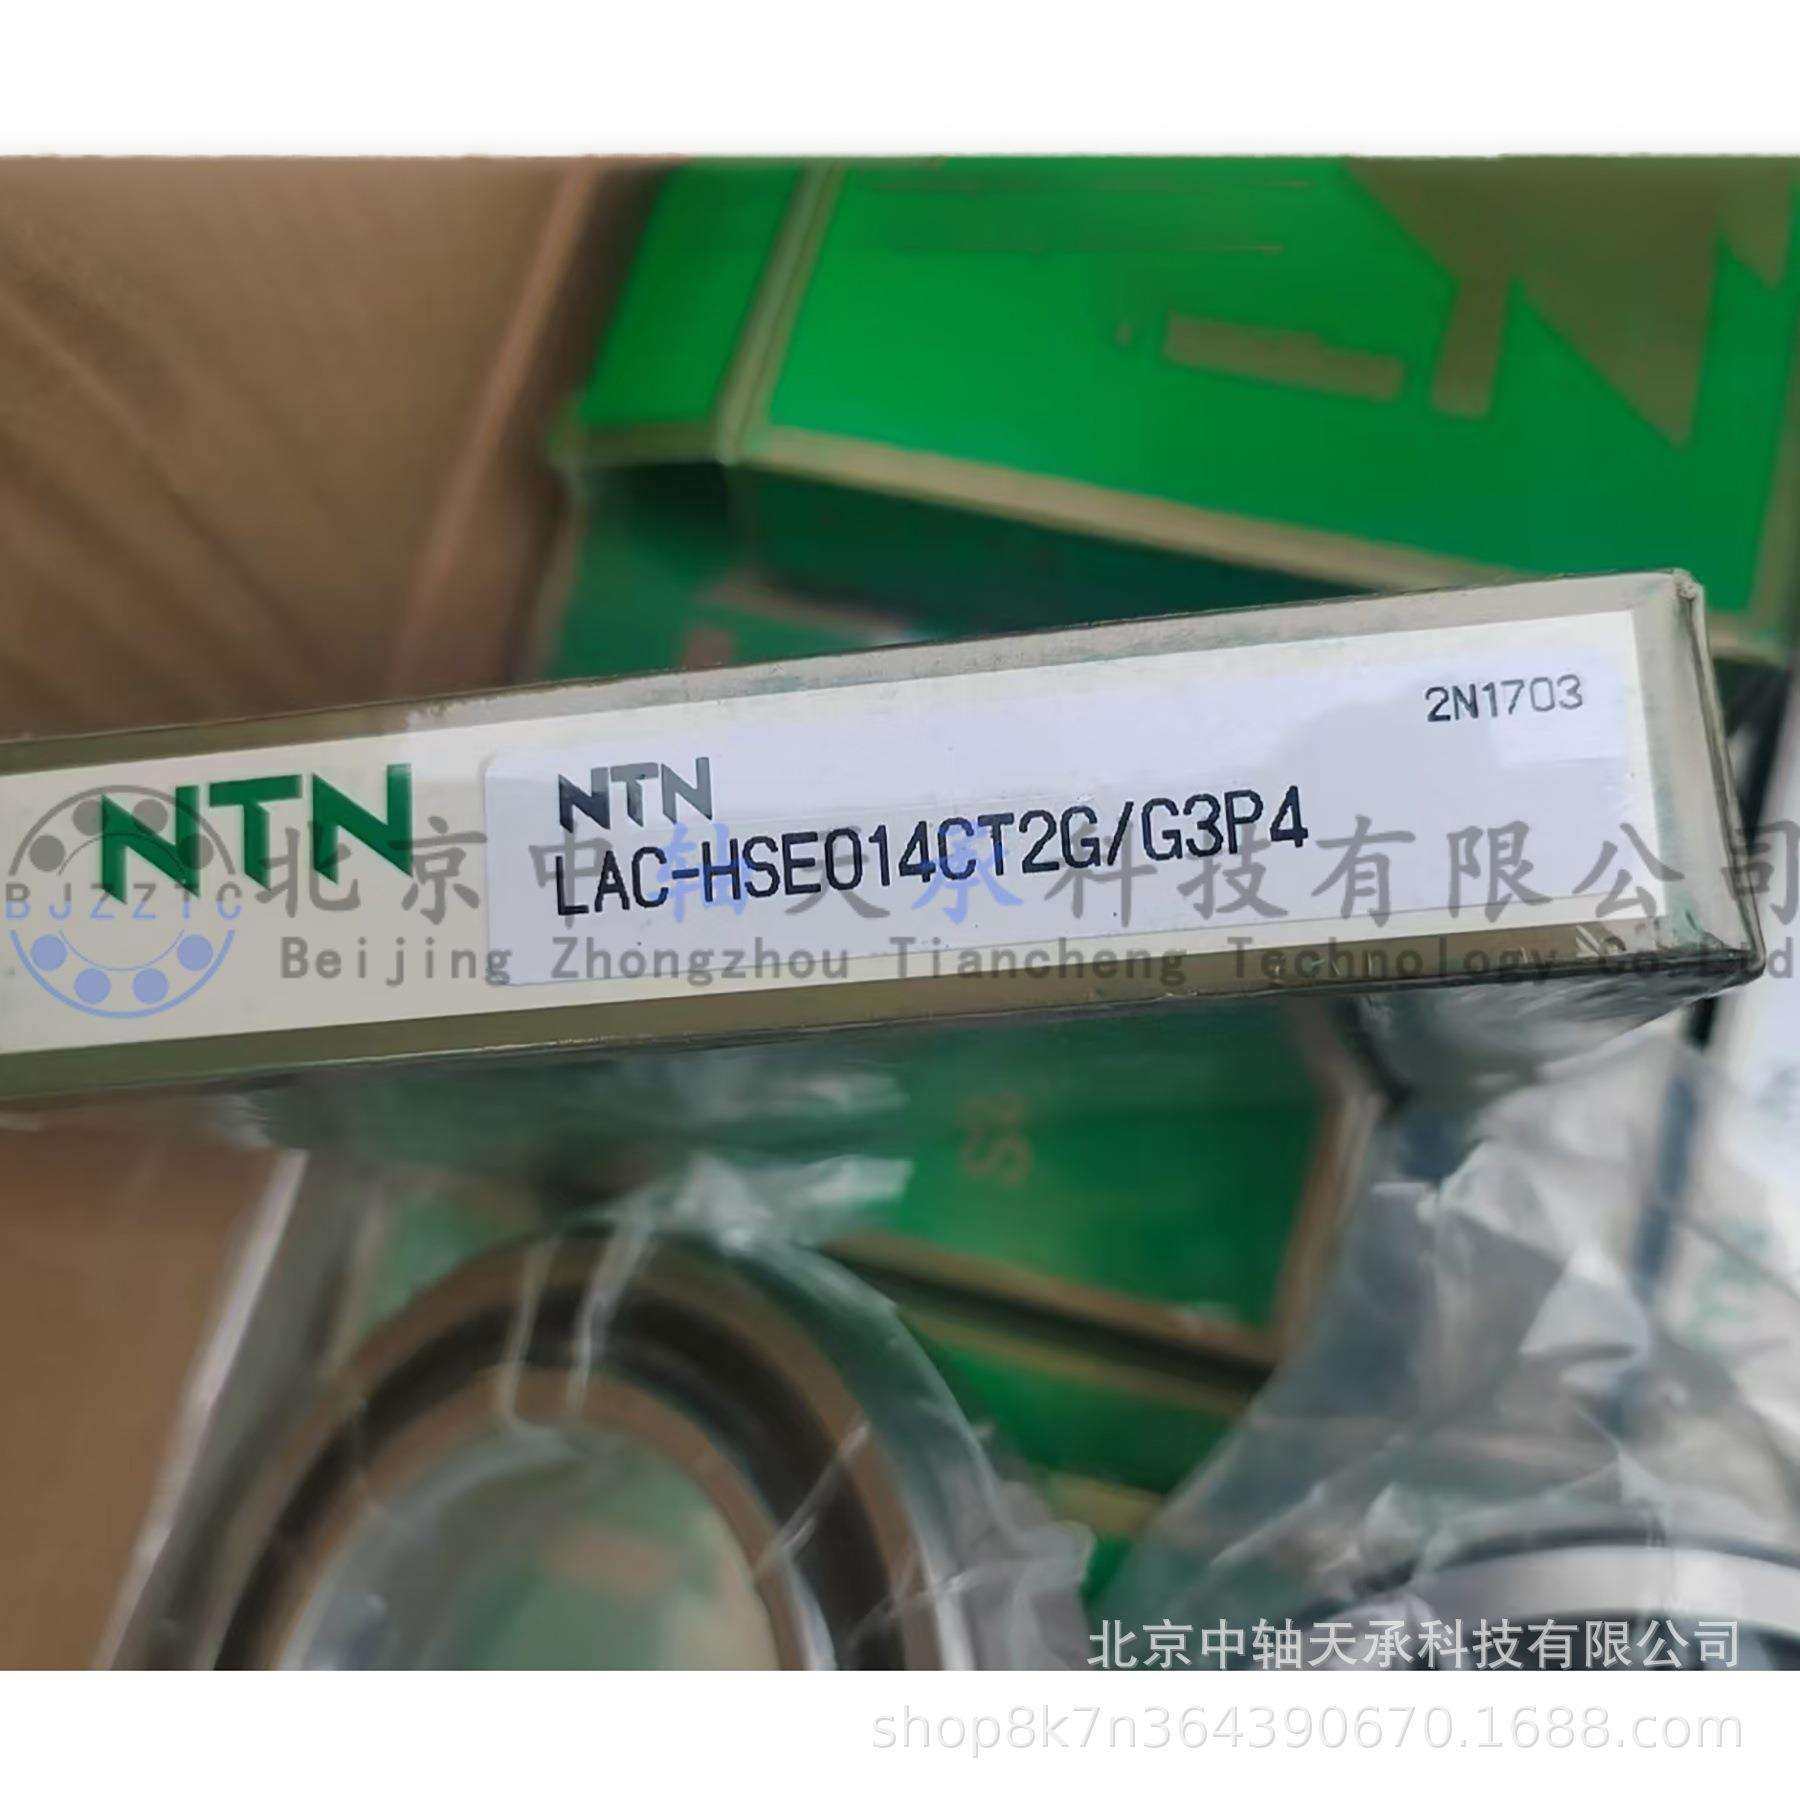 2N1703
NTN
NTN
LAC-HSE014CT2G/G3P4
BJZZTC
北京中轴天承科技有限公司
Beijing Zhongzhou Tiancheng Technology Co.Ltd
北京中轴天承科技有限公司
shop8k7n364390670.1688.com